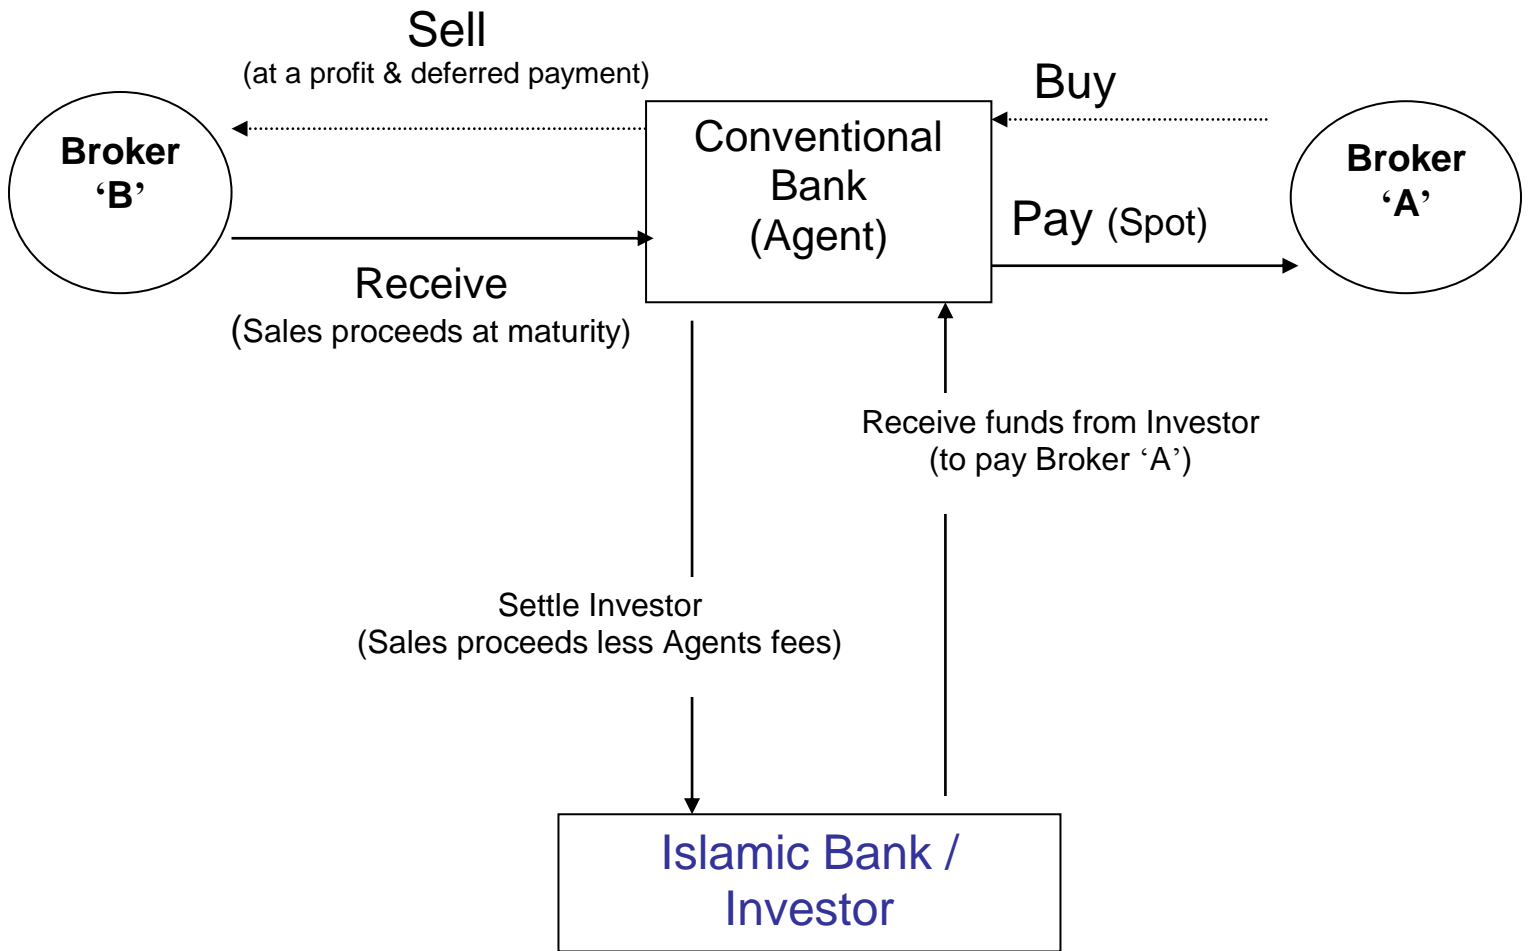 Sell
(at a profit & deferred payment)
Buy
Broker
‘B’
Conventional
Bank
(Agent)
Broker
‘A’
Pay (Spot)
Receive
(Sales proceeds at maturity)
Receive funds from Investor
(to pay Broker ‘A’)
Settle Investor
(Sales proceeds less Agents fees)
Islamic Bank /
Investor